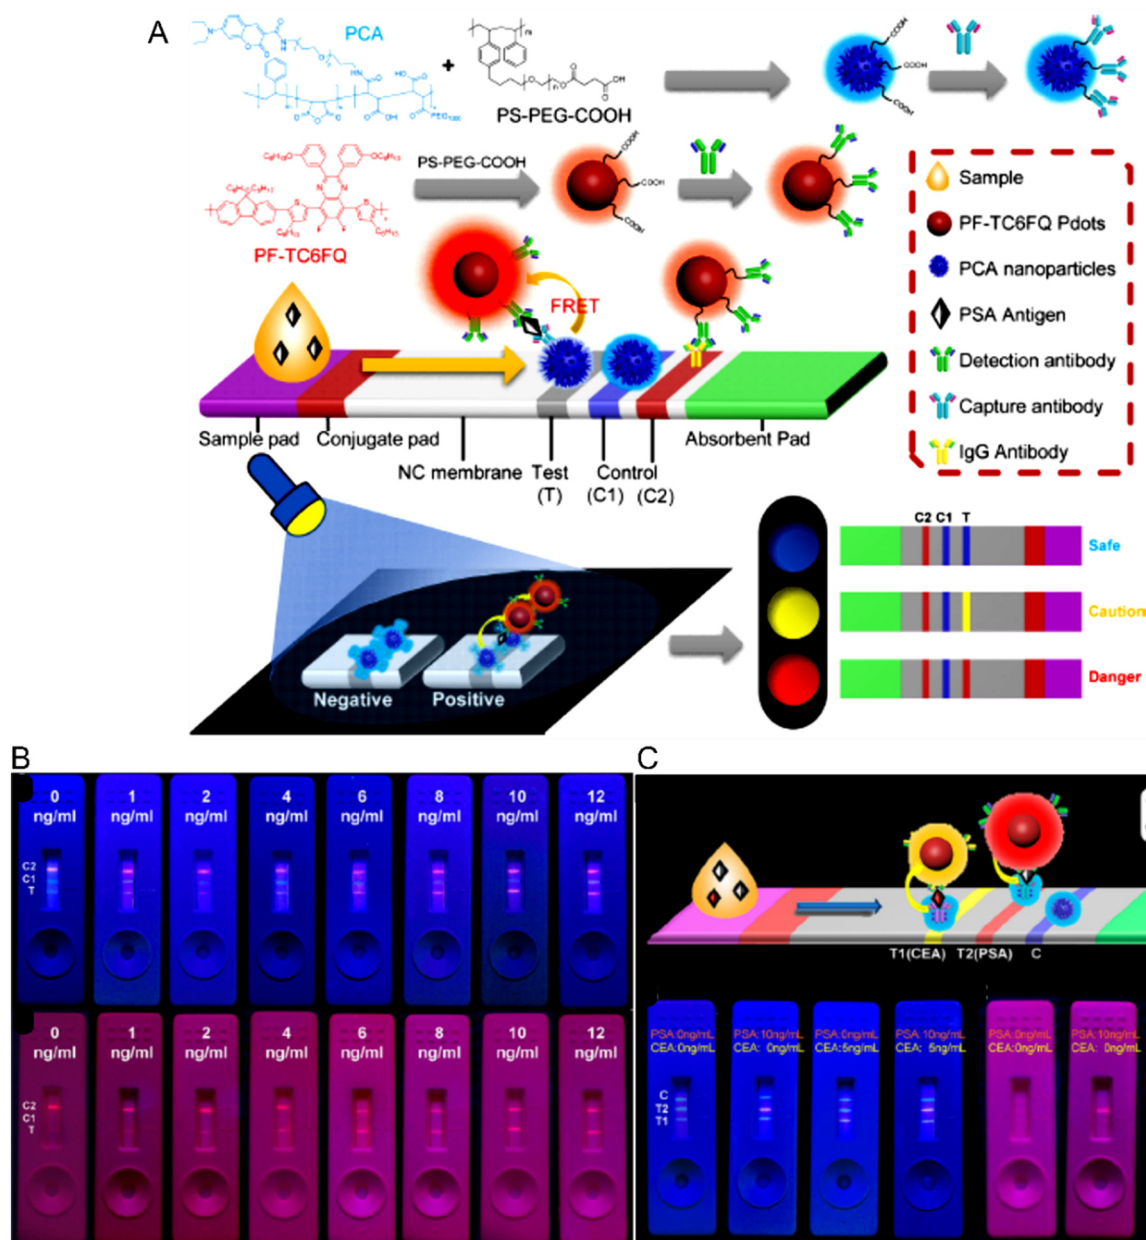 A
PCA
+
PS-PEG-COOH
COOH
COOH
COOH
PS-PEG-COOH
COOH
COOH
COOH
PF-TC6FQ
FRET
Sample pad
Conjugate pad
NC membrane
Test
(T)
Control
(C1)
(C2)
Absorbent Pad
Sample
PF-TC6FQ Pdots
PCA nanoparticles
PSA Antigen
Detection antibody
Capture antibody
IgG Antibody
Negative
Positive
C2 C1 T
Safe
Caution
Danger
B
0
ng/ml
1
ng/ml
2
ng/ml
4
ng/ml
6
ng/ml
8
ng/ml
10
ng/ml
12
ng/ml
C2
C1
T
0
ng/ml
1
ng/ml
2
ng/ml
4
ng/ml
6
ng/ml
8
ng/ml
10
ng/ml
12
ng/ml
C2
C1
T
C
T1(CEA) T2(PSA) C
PSA:0ng/mL
CEA:0ng/mL
PSA:10ng/mL
CEA: 0ng/mL
PSA:0ng/mL
CEA:5ng/mL
PSA:10ng/mL
CEA: 5ng/mL
PSA:0ng/mL
CEA:0ng/mL
PSA:10ng/mL
CEA: 0ng/mL
C
T2
T1